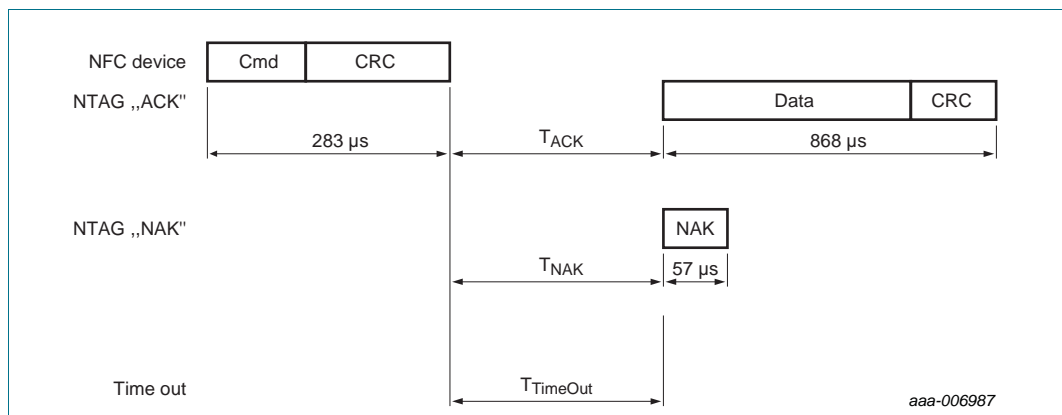 NFC device
Cmd
CRC
NTAG ,,ACK"
Data
CRC
283 µs
TACK
868 µs
NTAG ,,NAK"
NAK
TNAK
57 µs
Time out
TTimeOut
aaa-006987